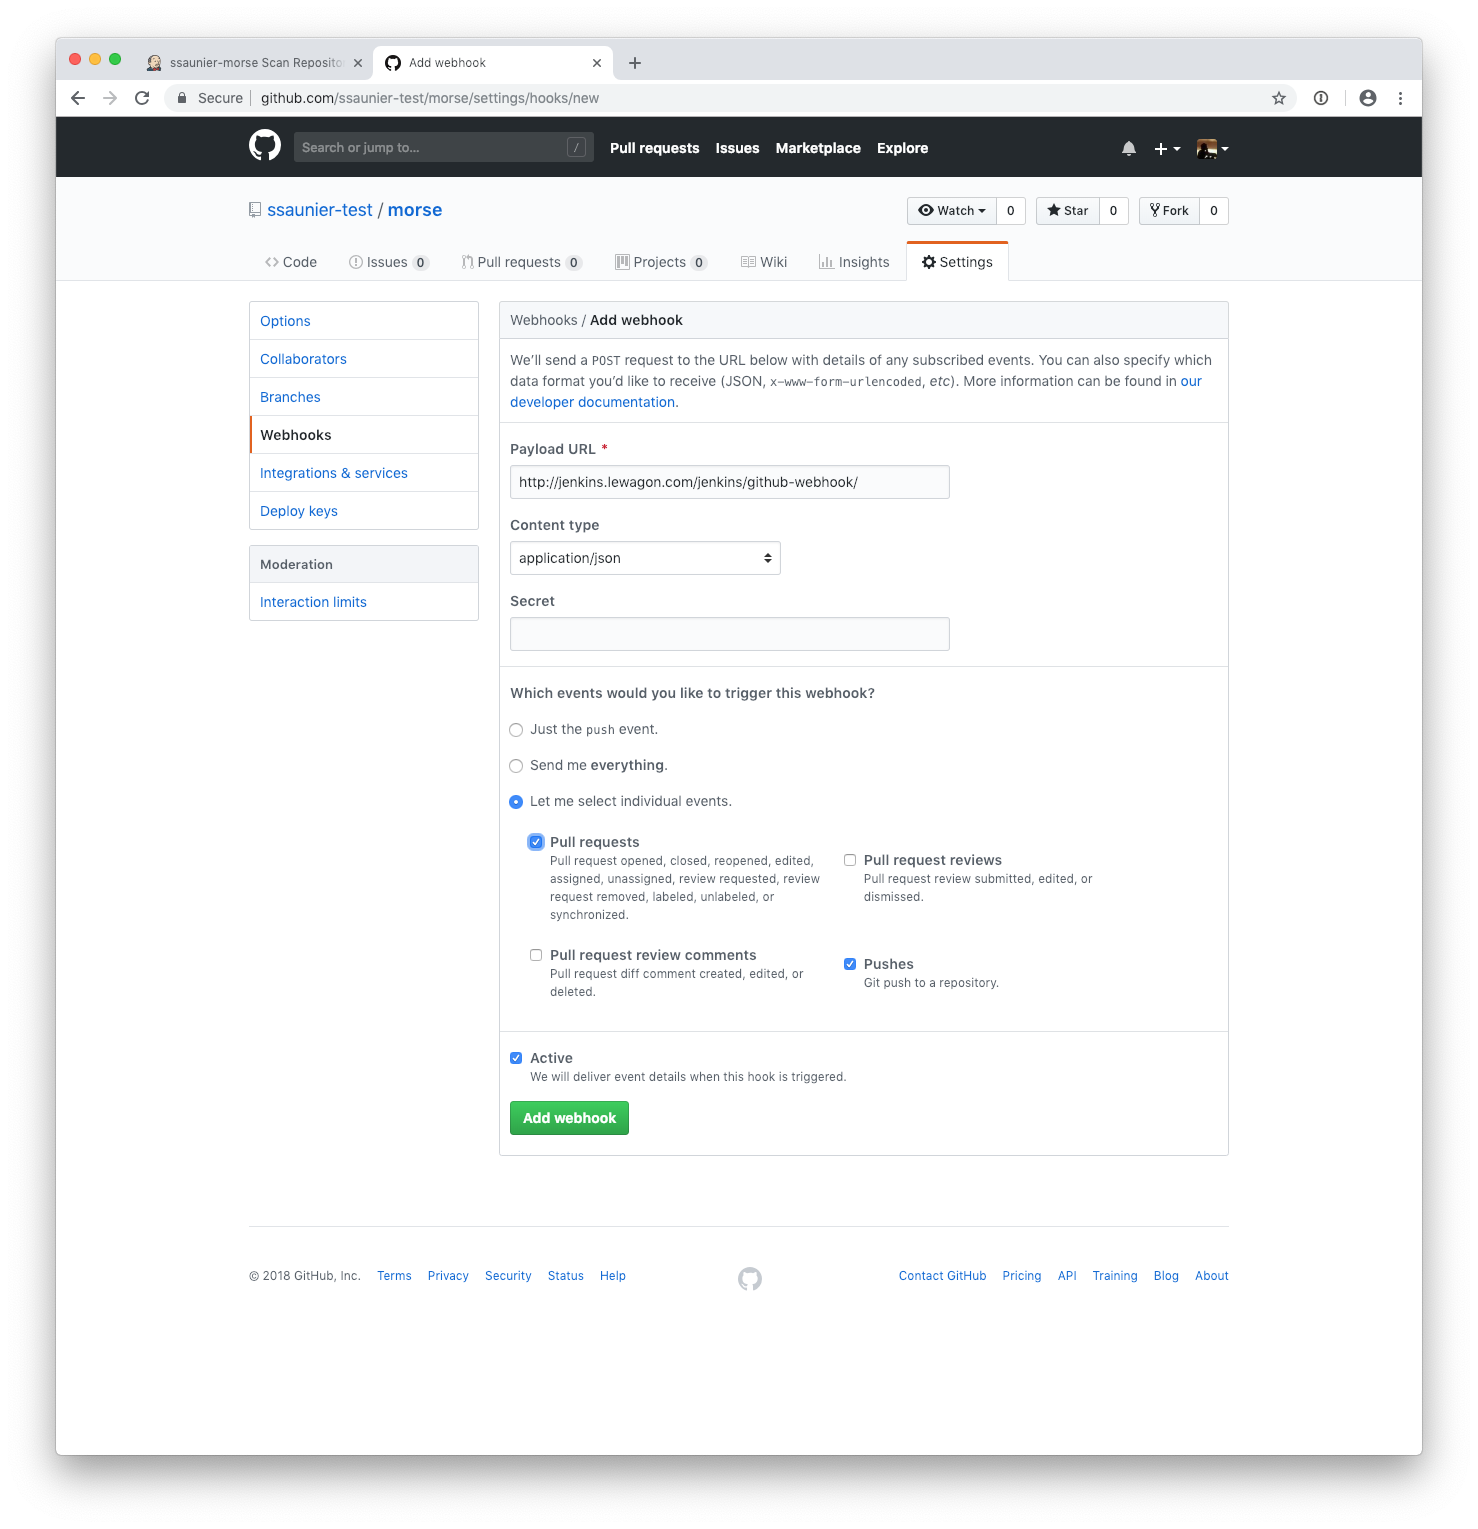 ssaunier-morse Scan Reposito
Add webhook
Secure
github.com/ssaunier-test/morse/settings/hooks/new
Search or jump to...
/
Pull requests
Issues
Marketplace
Explore
ssaunier-test / morse
Watch 0
Star 0
Fork 0
Code
Issues 0
Pull requests 0
Projects 0
Wiki
Insights
Settings
Options
Collaborators
Branches
Webhooks
Integrations & services
Deploy keys
Moderation
Interaction limits
Webhooks / Add webhook
We’ll send a POST request to the URL below with details of any subscribed events. You can also specify which
data format you’d like to receive (JSON, x-www-form-urlencoded, etc). More information can be found in our
developer documentation.
Payload URL *
http://jenkins.lewagon.com/jenkins/github-webhook/
Content type
application/json
Secret
Which events would you like to trigger this webhook?
Just the push event.
Send me everything.
Let me select individual events.
Pull requests
Pull request opened, closed, reopened, edited,
assigned, unassigned, review requested, review
request removed, labeled, unlabeled, or
synchronized.
Pull request reviews
Pull request review submitted, edited, or
dismissed.
Pull request review comments
Pull request diff comment created, edited, or
deleted.
Pushes
Git push to a repository.
Active
We will deliver event details when this hook is triggered.
Add webhook
© 2018 GitHub, Inc.
Terms
Privacy
Security
Status
Help
Contact GitHub
Pricing
API
Training
Blog
About